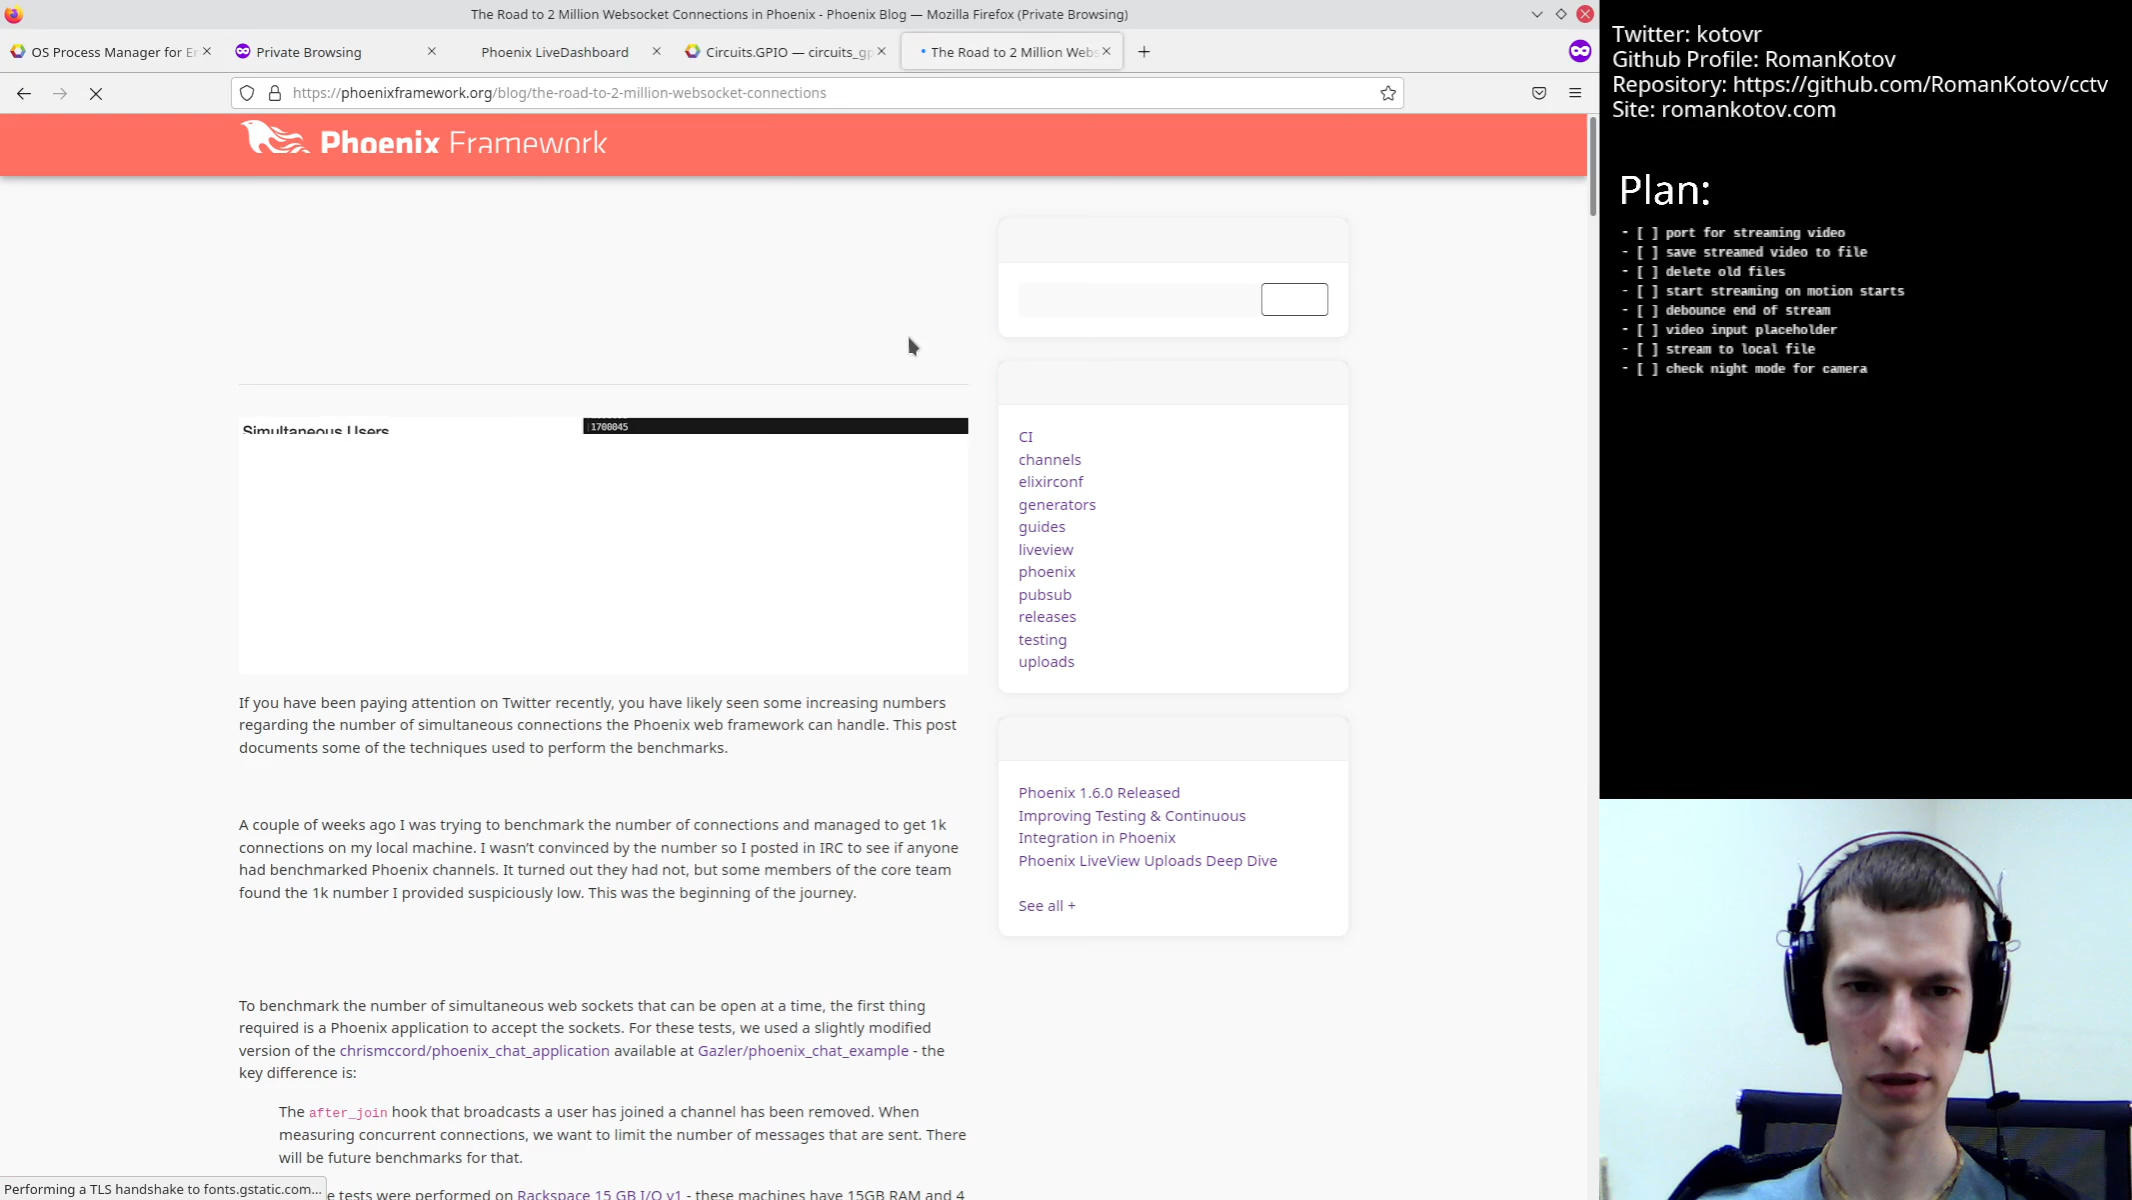 The Road to 2 Million Websocket Connections in Phoenix - Phoenix Blog — Mozilla Firefox (Private Browsing)
OS Process Manager for Er
Private Browsing
Phoenix LiveDashboard
Circuits.GPIO — circuits_gp
The Road to 2 Million Webs
https://phoenixframework.org/blog/the-road-to-2-million-websocket-connections
Phoenix Framework
Simultaneous Users
1700045
If you have been paying attention on Twitter recently, you have likely seen some increasing numbers
regarding the number of simultaneous connections the Phoenix web framework can handle. This post
documents some of the techniques used to perform the benchmarks.
A couple of weeks ago I was trying to benchmark the number of connections and managed to get 1k
connections on my local machine. I wasn't convinced by the number so I posted in IRC to see if anyone
had benchmarked Phoenix channels. It turned out they had not, but some members of the core team
found the 1k number I provided suspiciously low. This was the beginning of the journey.
To benchmark the number of simultaneous web sockets that can be open at a time, the first thing
required is a Phoenix application to accept the sockets. For these tests, we used a slightly modified
version of the chrismccord/phoenix_chat_application available at Gazler/phoenix_chat_example - the
key difference is:
The after_join hook that broadcasts a user has joined a channel has been removed. When
measuring concurrent connections, we want to limit the number of messages that are sent. There
will be future benchmarks for that.
e tests were performed on Rackspace 15 GB I/O v1 - these machines have 15GB RAM and 4
Performing a TLS handshake to fonts.gstatic.com...
CI
channels
elixirconf
generators
guides
liveview
phoenix
pubsub
releases
testing
uploads
Phoenix 1.6.0 Released
Improving Testing & Continuous
Integration in Phoenix
Phoenix LiveView Uploads Deep Dive
See all +
Twitter: kotovr
Github Profile: RomanKotov
Repository: https://github.com/RomanKotov/cctv
Site: romankotov.com
Plan:
- [ ] port for streaming video
- [ ] save streamed video to file
- [ ] delete old files
- [ ] start streaming on motion starts
- [ ] debounce end of stream
- [ ] video input placeholder
- [ ] stream to local file
- [ ] check night mode for camera